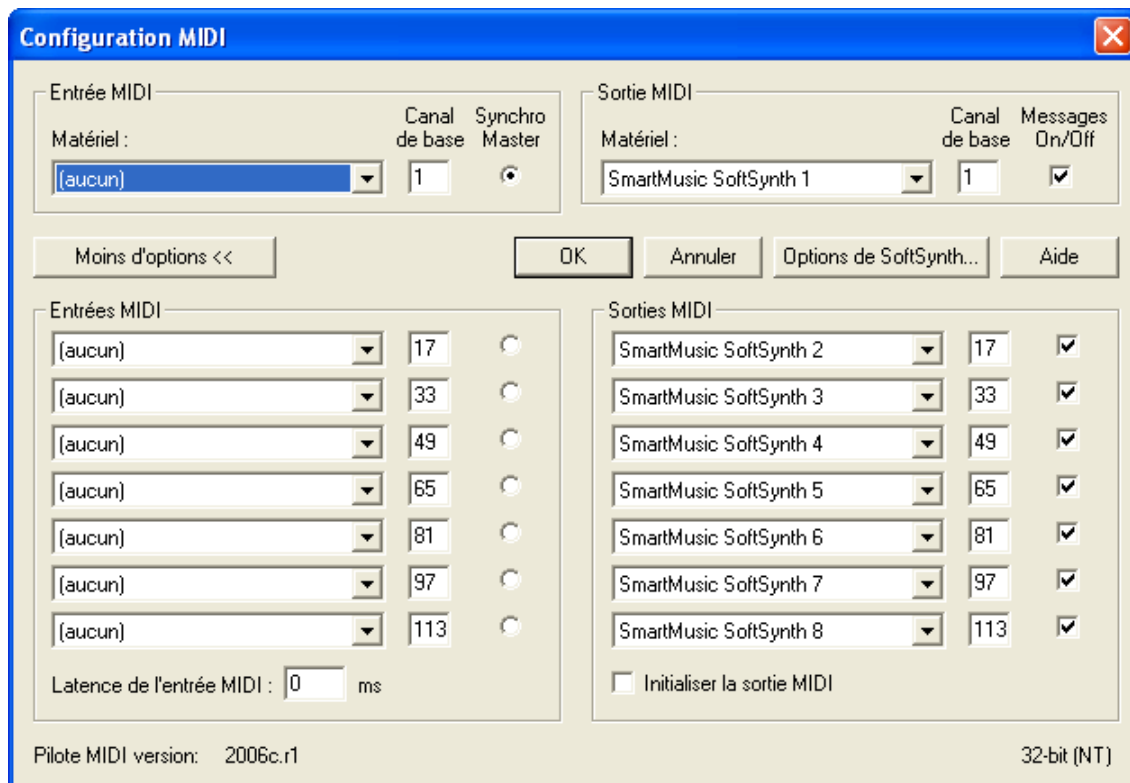 Configuration MIDI
Entrée MIDI
Matériel :
Canal de base
Synchro Master
(aucun)
1
Sortie MIDI
Matériel :
Canal de base
Messages On/Off
SmartMusic SoftSynth 1
1
Moins d'options <<
OK
Annuler
Options de SoftSynth...
Aide
Entrées MIDI
(aucun) 17
(aucun) 33
(aucun) 49
(aucun) 65
(aucun) 81
(aucun) 97
(aucun) 113
Latence de l'entrée MIDI : 0 ms
Sorties MIDI
SmartMusic SoftSynth 2 17
SmartMusic SoftSynth 3 33
SmartMusic SoftSynth 4 49
SmartMusic SoftSynth 5 65
SmartMusic SoftSynth 6 81
SmartMusic SoftSynth 7 97
SmartMusic SoftSynth 8 113
Initialiser la sortie MIDI
Pilote MIDI version: 2006c.r1
32-bit (NT)